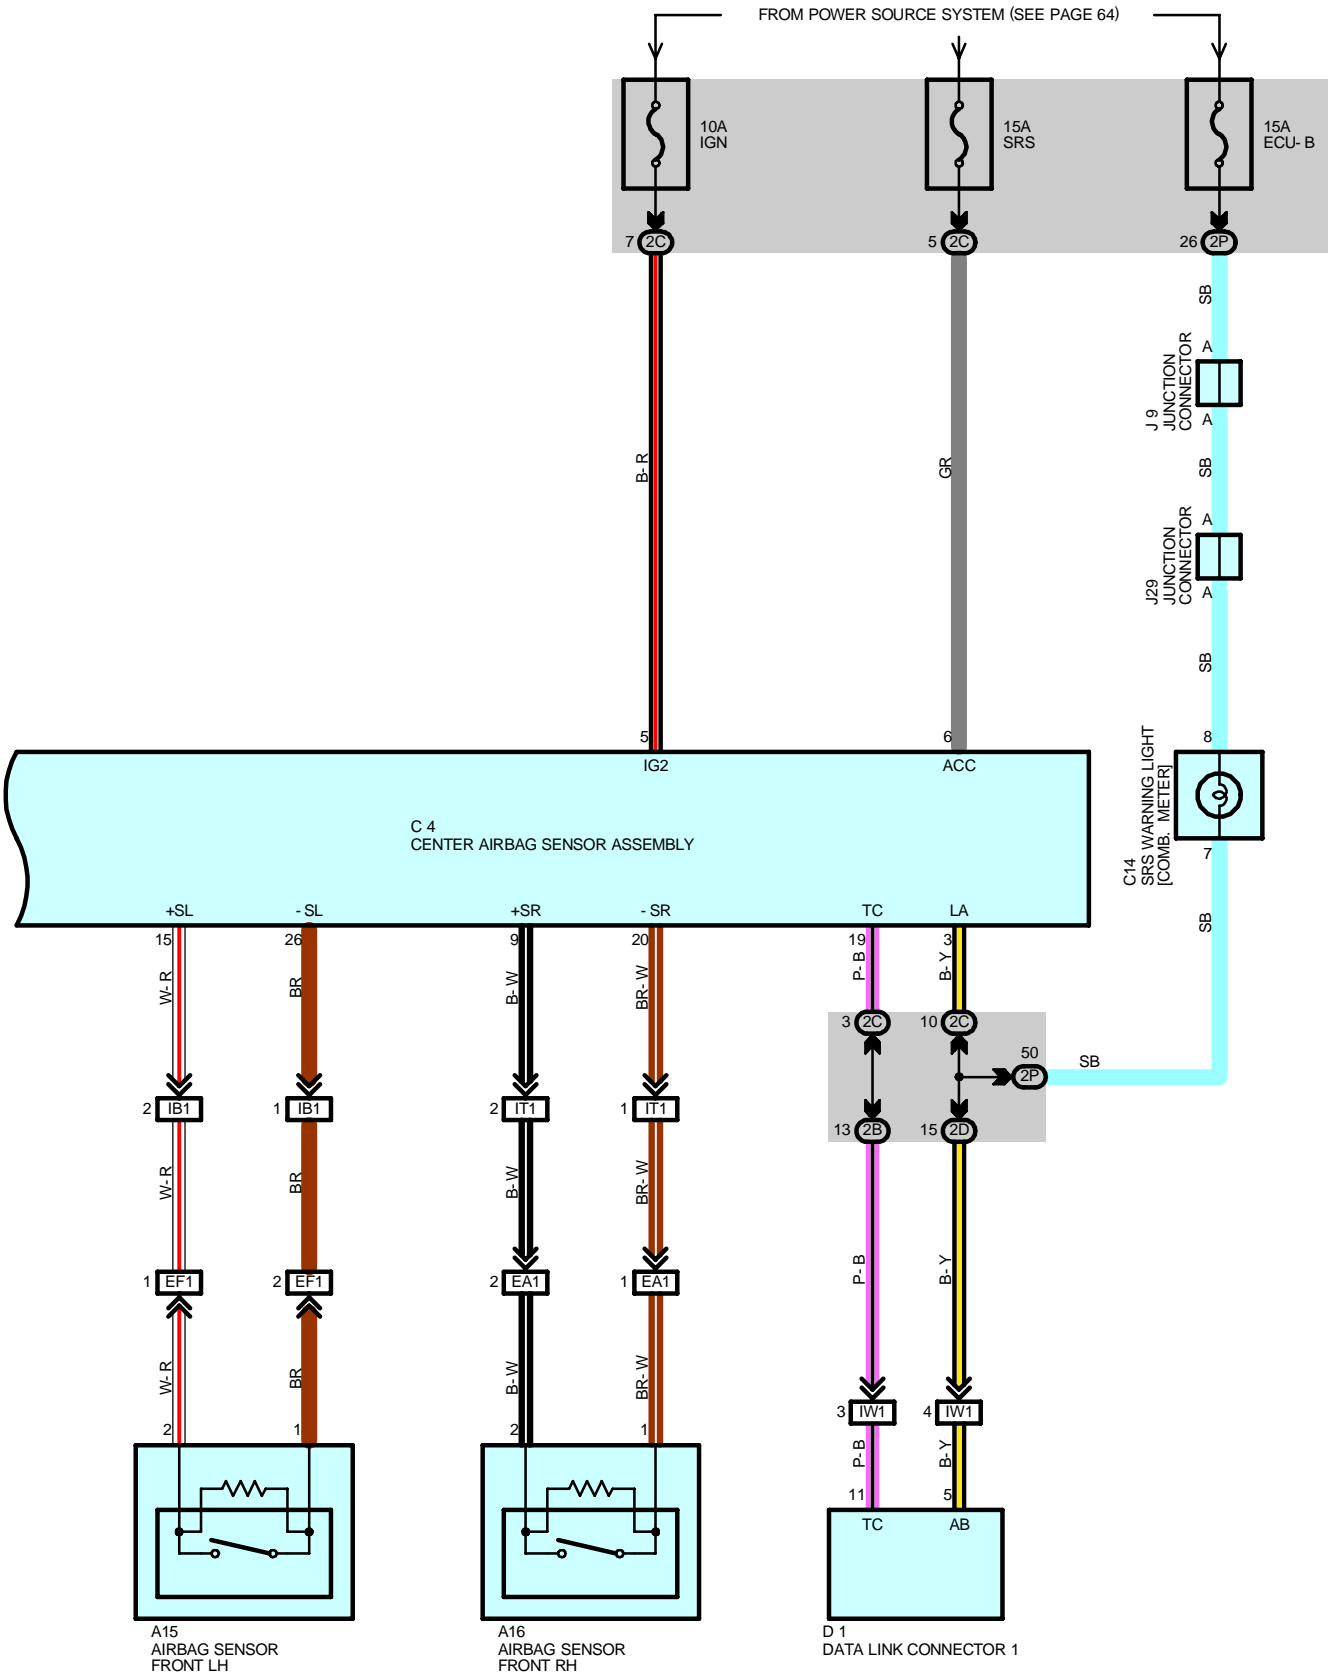 FROM POWER SOURCE SYSTEM (SEE PAGE 64)
10A
IGN
15A
SRS
15A
ECU- B
7 2C
5 2C
26 2P
SB
A
J 9
JUNCTION
CONNECTOR
A
B- R
GR
SB
A
J29
JUNCTION
CONNECTOR
A
SB
5
6
8
IG2
ACC
C14
SRS WARNING LIGHT
[COMB. METER]
7
C 4
CENTER AIRBAG SENSOR ASSEMBLY
+SL
- SL
+SR
- SR
TC
LA
15
26
9
20
19
3
W- R
BR
B- W
BR- W
P- B
B- Y
SB
3 2C
10 2C
50
2P
SB
2 IB1
1 IB1
2 IT1
1 IT1
13 2B
15 2D
W- R
BR
B- W
BR- W
P- B
B- Y
1 EF1
2 EF1
2 EA1
1 EA1
W- R
BR
B- W
BR- W
3 IW1
4 IW1
P- B
B- Y
2
1
2
1
11
5
TC
AB
A15
AIRBAG SENSOR
FRONT LH
A16
AIRBAG SENSOR
FRONT RH
D 1
DATA LINK CONNECTOR 1